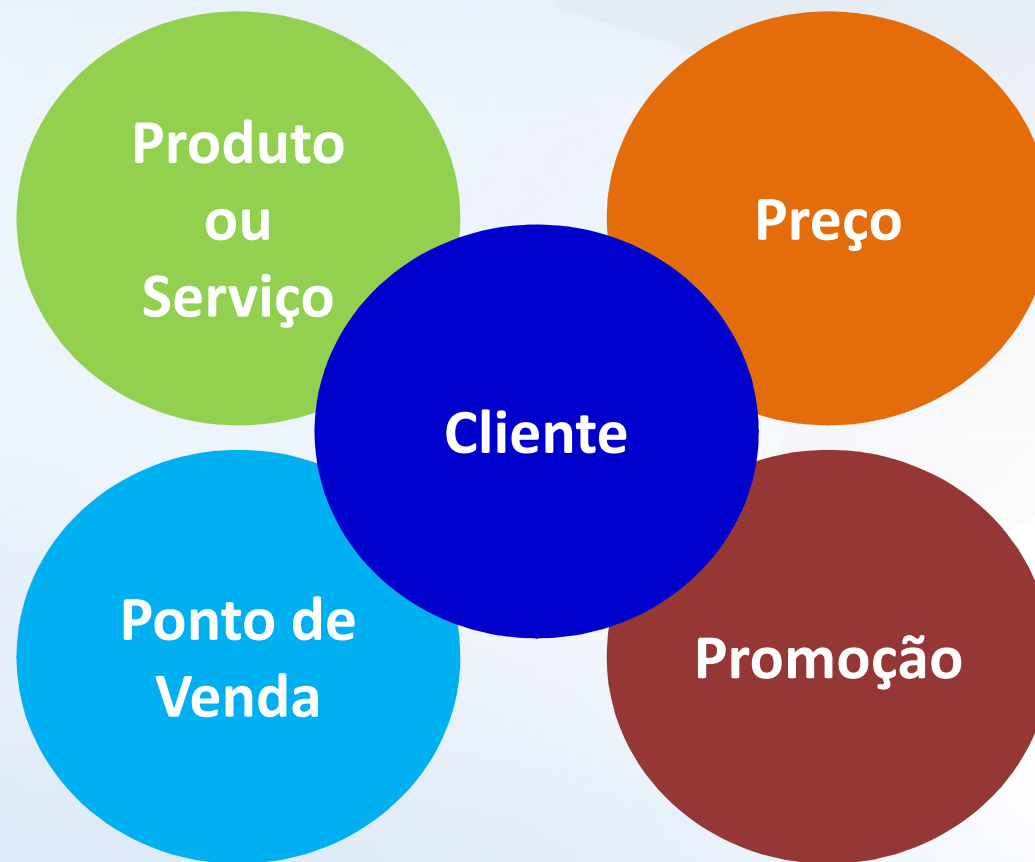 Produto
ou
Serviço
Preço
Cliente
Ponto de
Venda
Promoção